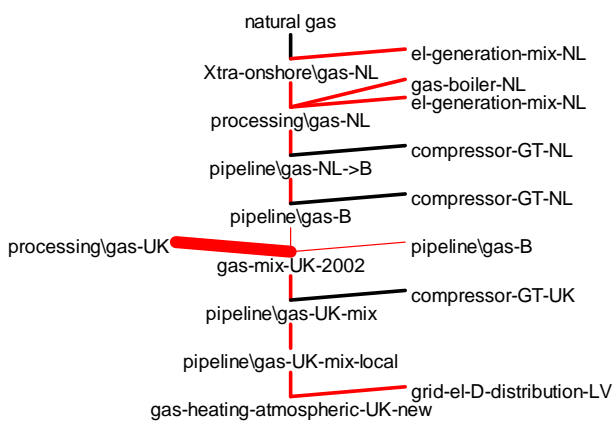 natural gas
el-generation-mix-NL
Xtra-onshore\gas-NL
gas-boiler-NL
el-generation-mix-NL
processing\gas-NL
compressor-GT-NL
pipeline\gas-NL->B
compressor-GT-NL
pipeline\gas-B
processing\gas-UK
pipeline\gas-B
gas-mix-UK-2002
compressor-GT-UK
pipeline\gas-UK-mix
pipeline\gas-UK-mix-local
grid-el-D-distribution-LV
gas-heating-atmospheric-UK-new